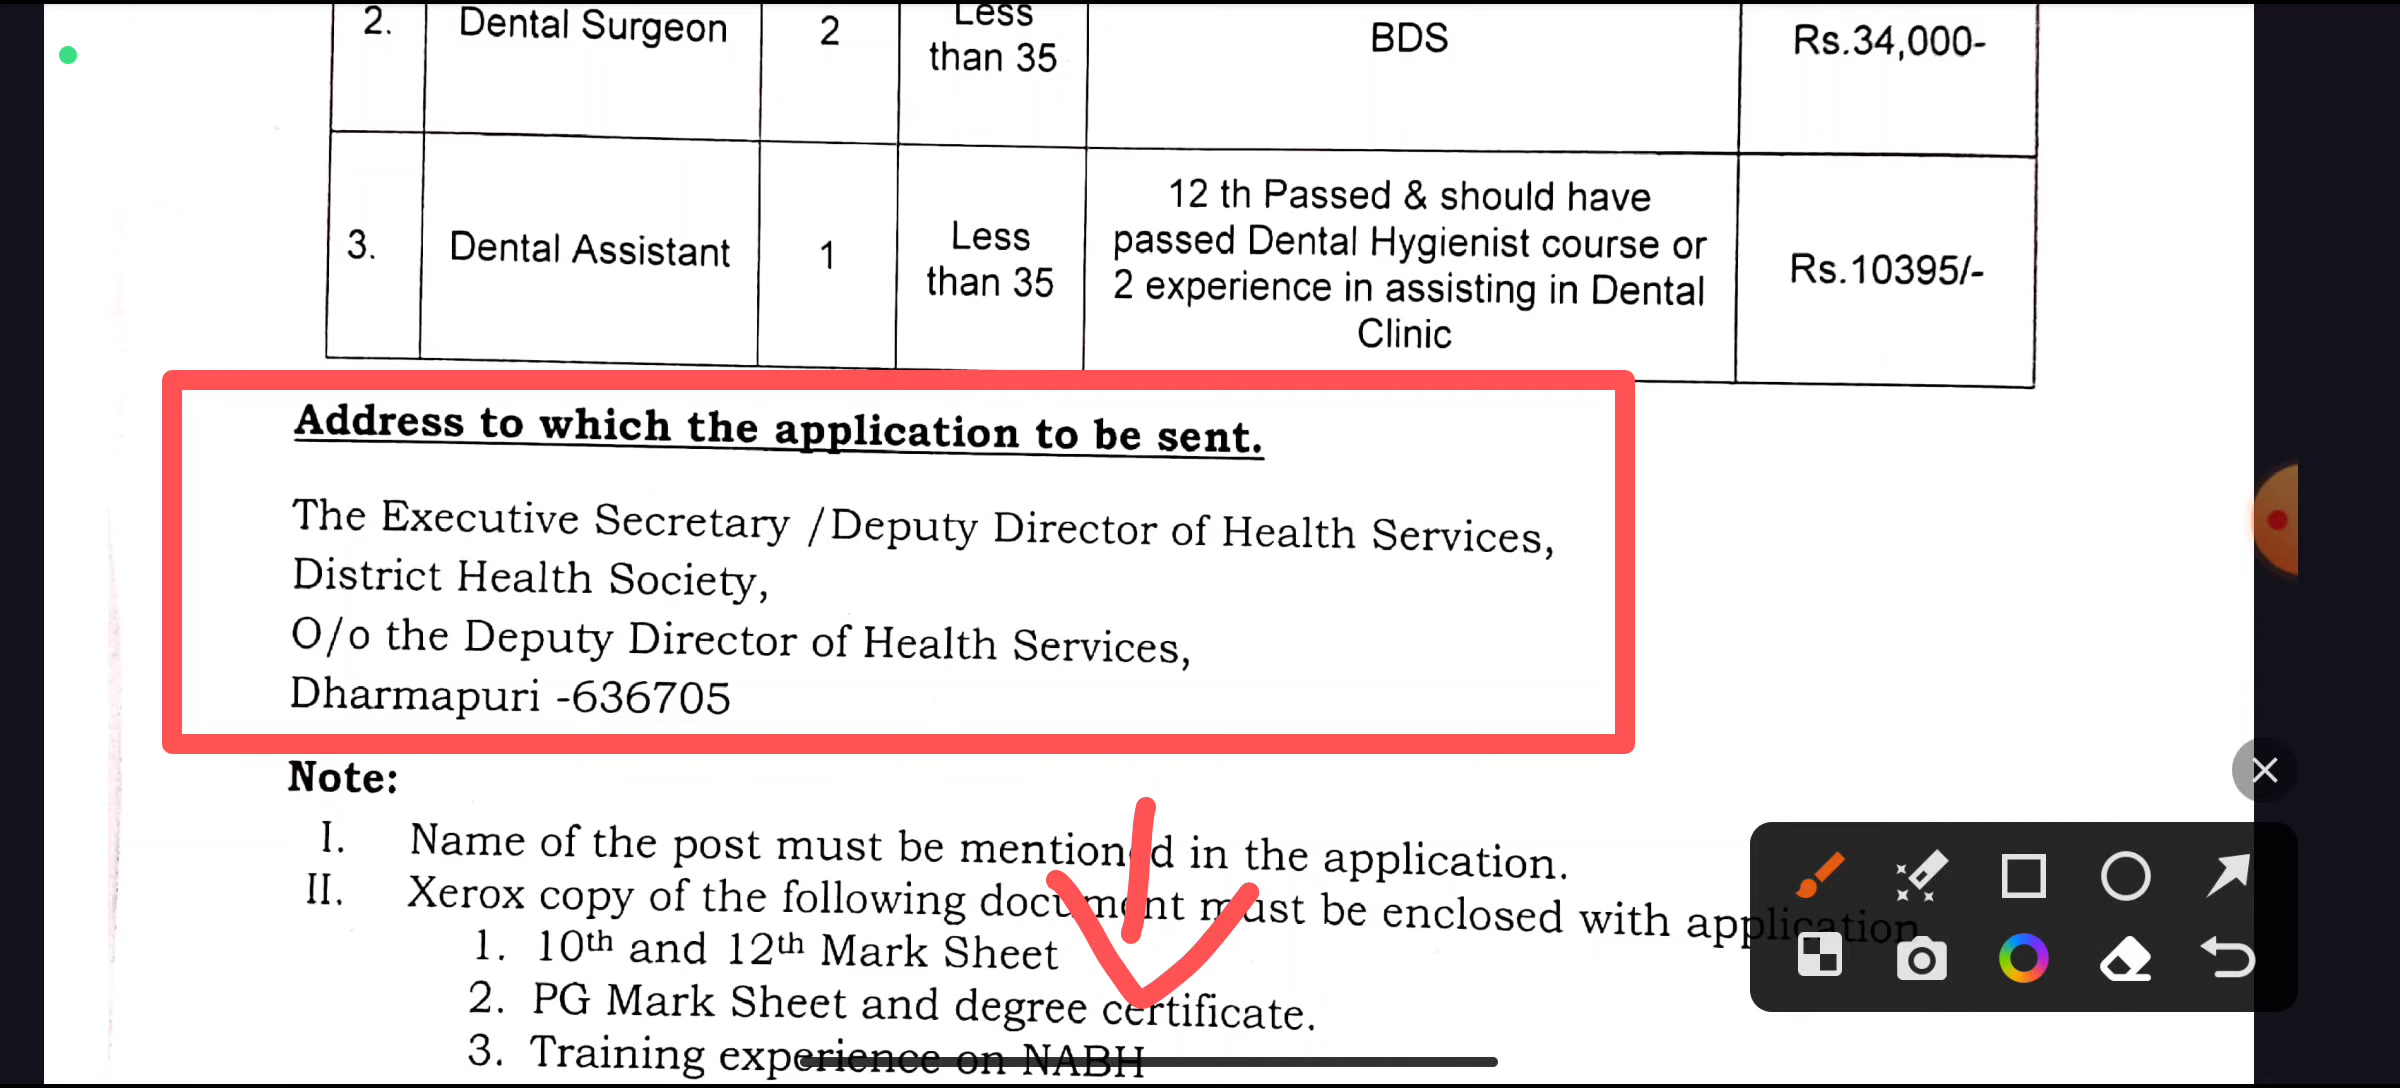 2. Dental Surgeon 2 Less than 35 BDS Rs.34,000-
3. Dental Assistant 1 Less than 35 12 th Passed & should have passed Dental Hygienist course or 2 experience in assisting in Dental Clinic Rs.10395/-
Address to which the application to be sent.
The Executive Secretary /Deputy Director of Health Services,
District Health Society,
O/o the Deputy Director of Health Services,
Dharmapuri -636705
Note:
I. Name of the post must be mentioned in the application.
II. Xerox copy of the following document must be enclosed with application
1. 10th and 12th Mark Sheet
2. PG Mark Sheet and degree certificate.
3. Training experience on NABH